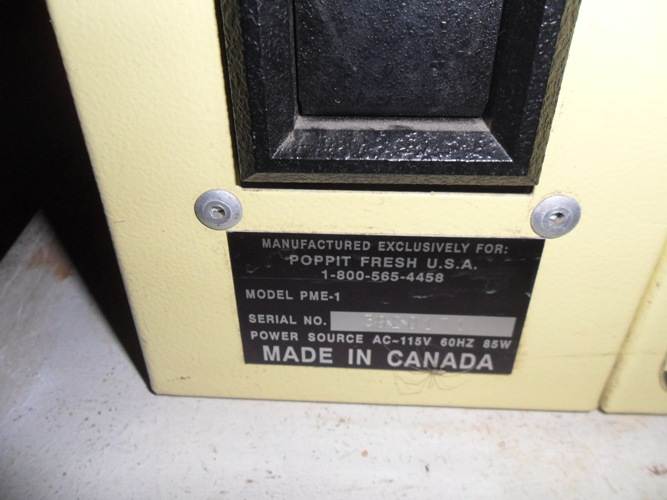 MANUFACTURED EXCLUSIVELY FOR:
POPPIT FRESH U.S.A.
1-800-565-4458
MODEL PME-1
SERIAL NO.
POWER SOURCE AC-115V 60HZ 85W
MADE IN CANADA